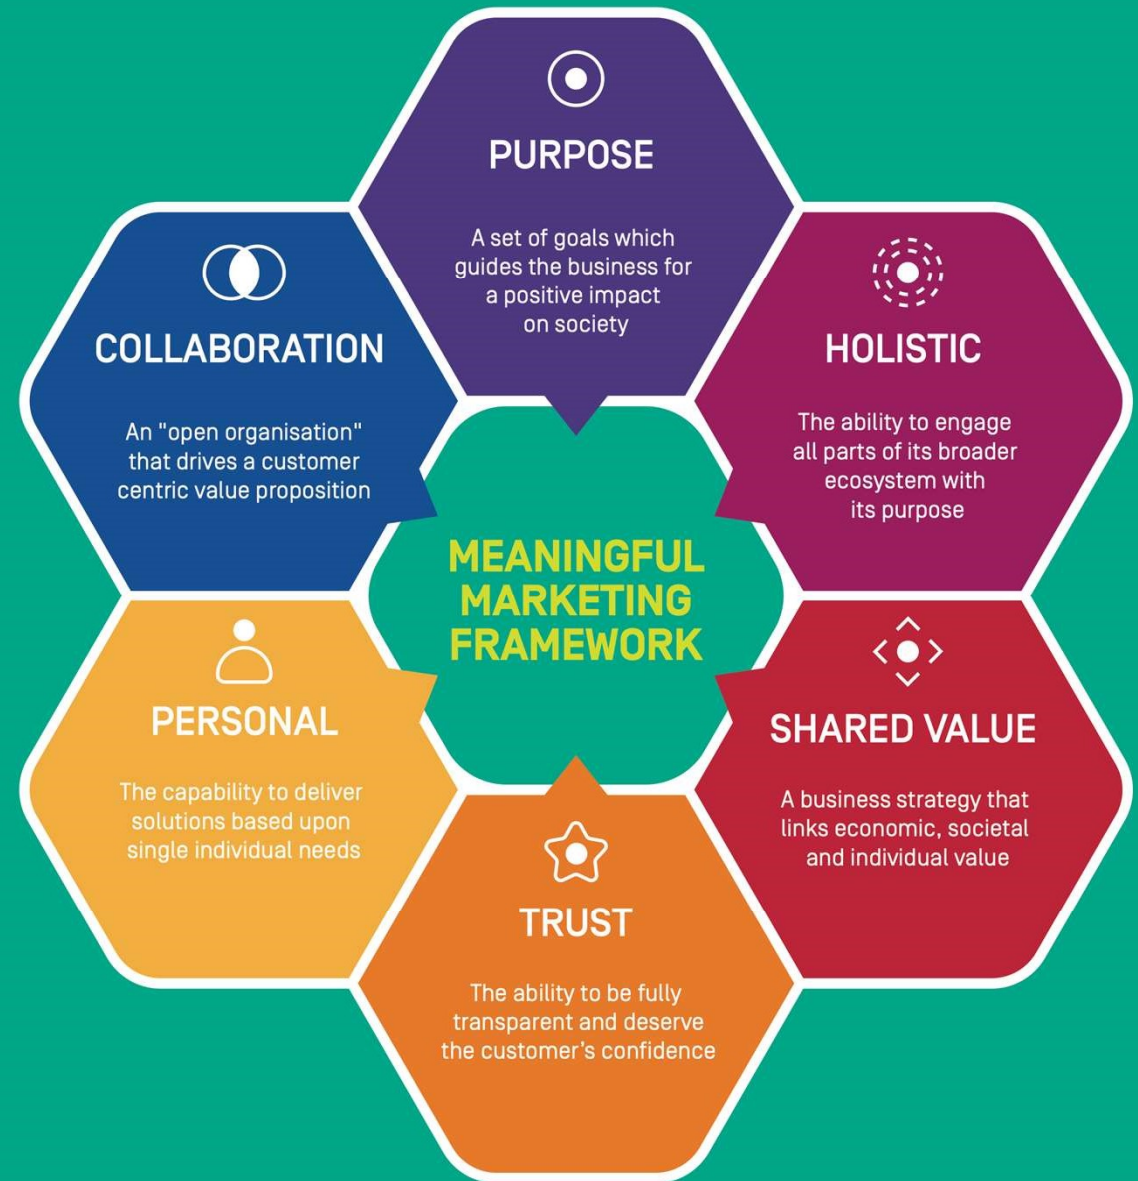 PURPOSE
A set of goals which
guides the business for
a positive impact
on society
HOLISTIC
The ability to engage
all parts of its broader
ecosystem with
its purpose
SHARED VALUE
A business strategy that
links economic, societal
and individual value
TRUST
The ability to be fully
transparent and deserve
the customer's confidence
PERSONAL
The capability to deliver
solutions based upon
single individual needs
COLLABORATION
An "open organisation"
that drives a customer
centric value proposition
MEANINGFUL
MARKETING
FRAMEWORK